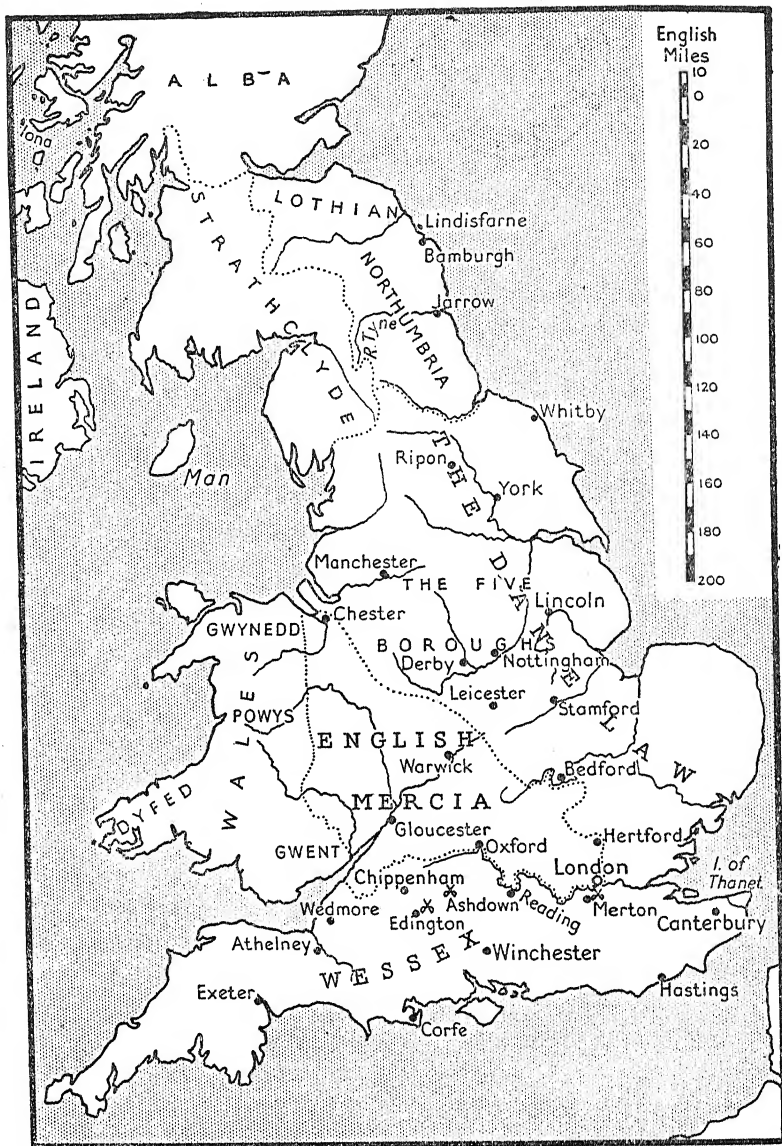 English
Miles
10
0
20
40
60
80
100
120
140
160
180
200
ALBA
Iona
LOTHIAN
STRATHCLYDE
Lindisfarne
Bamburgh
NORTHUMBRIA
Jarrow
R Tyne
IRELAND
Man
Whitby
Ripon
York
THE DANELAW
Manchester
THE FIVE
BOROUGHS
Lincoln
Chester
GWYNEDD
Derby
Nottingham
Leicester
Stamford
POWYS
WALES
ENGLISH
MERCIA
Warwick
Bedford
DYFED
GWENT
Gloucester
Oxford
Hertford
London
I. of
Thanet
Chippenham
Ashdown
Reading
Merton
Canterbury
Wedmore
Edington
Athelney
WESSEX
Winchester
Exeter
Corfe
Hastings